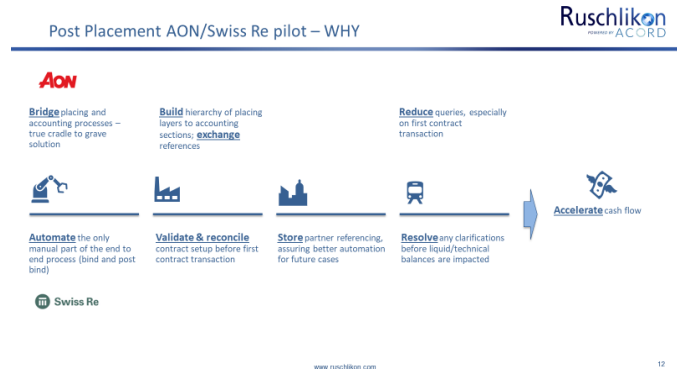 Post Placement AON/Swiss Re pilot – WHY
Ruschlikon
POWERED BY ACORD
AON
Bridge placing and
accounting processes –
true cradle to grave
solution
Build hierarchy of placing
layers to accounting
sections; exchange
references
Reduce queries, especially
on first contract
transaction
Accelerate cash flow
Automate the only
manual part of the end to
end process (bind and post
bind)
Validate & reconcile
contract setup before first
contract transaction
Store partner referencing,
assuring better automation
for future cases
Resolve any clarifications
before liquid/technical
balances are impacted
Swiss Re
www.ruschlikon.com
12